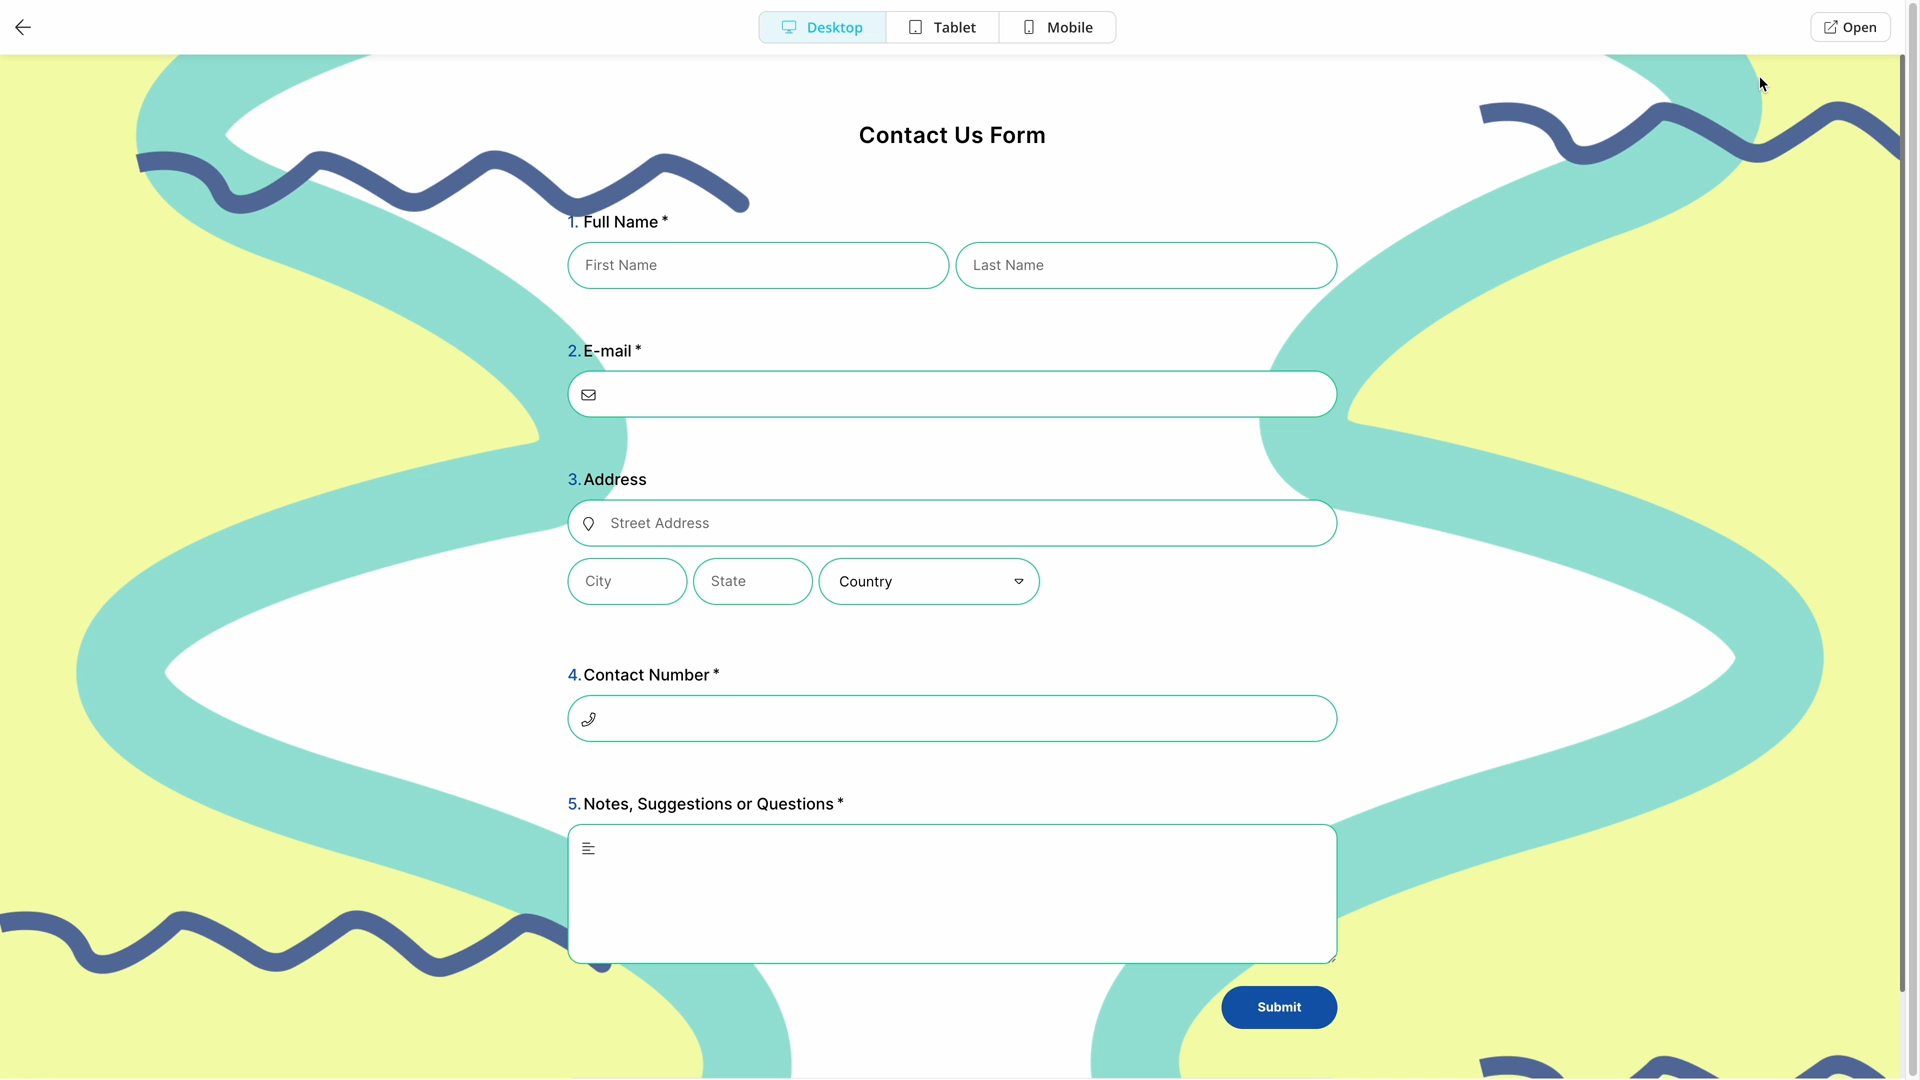 Desktop Tablet Mobile Open
Contact Us Form
1. Full Name *
First Name Last Name
2. E-mail *
3. Address
Street Address
City State Country
4. Contact Number *
5. Notes, Suggestions or Questions *
Submit